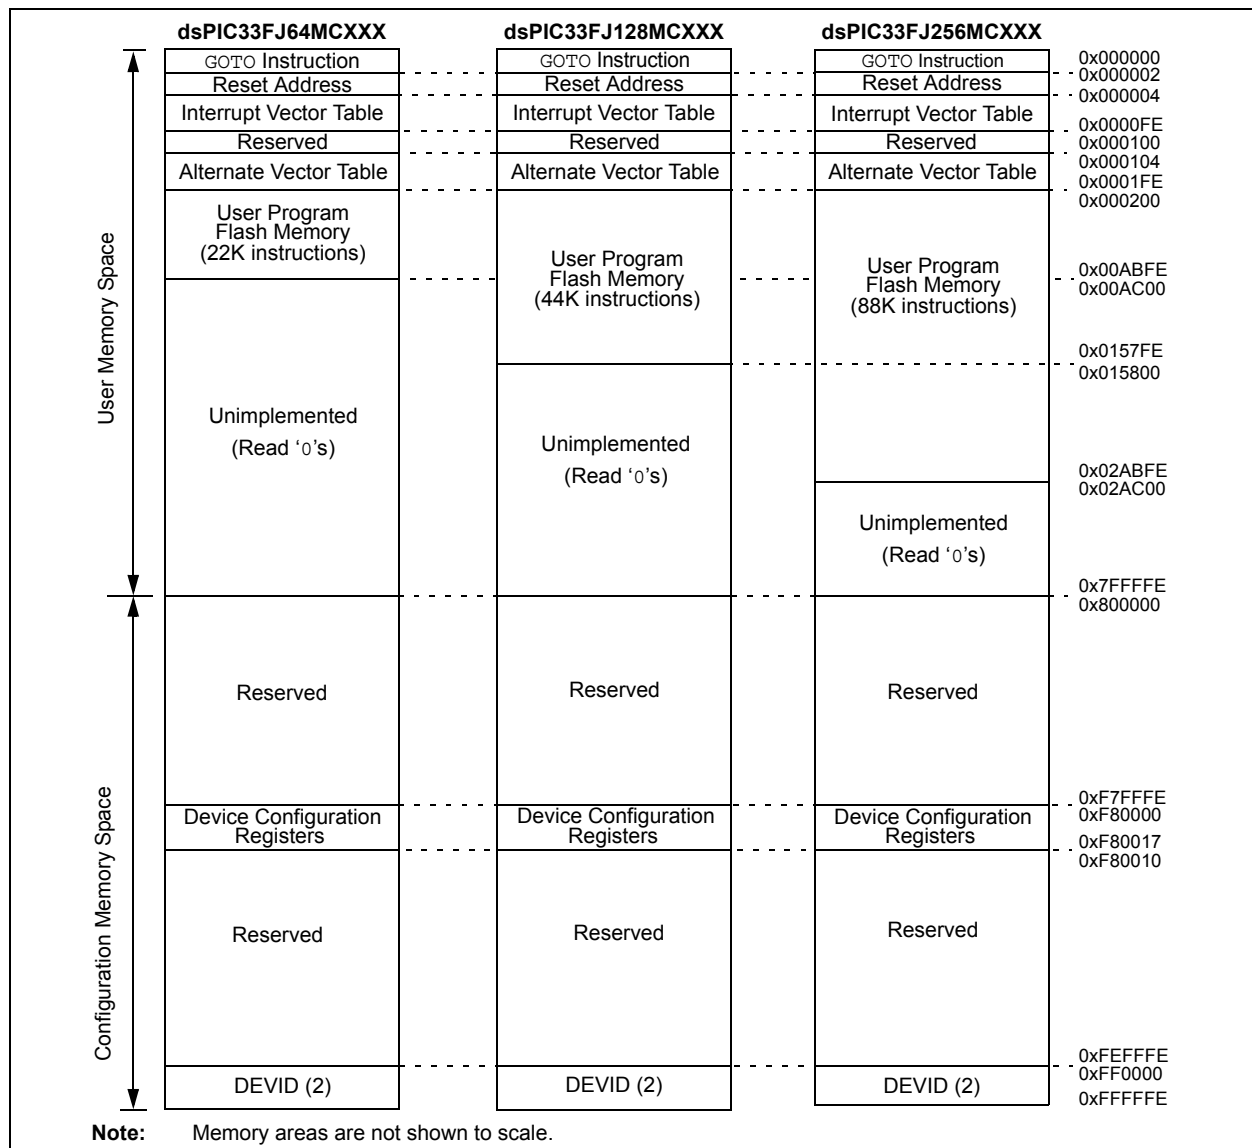 dsPIC33FJ64MCXXX dsPIC33FJ128MCXXX dsPIC33FJ256MCXXX
GOTO Instruction GOTO Instruction GOTO Instruction 0x000000
0x000002
Reset Address Reset Address Reset Address
0x000004
Interrupt Vector Table Interrupt Vector Table Interrupt Vector Table
0x0000FE
Reserved Reserved Reserved 0x000100
0x000104
Alternate Vector Table Alternate Vector Table Alternate Vector Table
0x0001FE
0x000200
User Program
Flash Memory
(22K instructions)
User Program
Flash Memory
(44K instructions)
User Program
Flash Memory
(88K instructions)
0x00ABFE
0x00AC00
0x0157FE
0x015800
Unimplemented
(Read ‘0’s)
Unimplemented
(Read ‘0’s)
0x02ABFE
0x02AC00
Unimplemented
(Read ‘0’s)
0x7FFFFE
0x800000
User Memory Space
Reserved Reserved Reserved
0xF7FFFE
0xF80000
Device Configuration
Registers
Device Configuration
Registers
Device Configuration
Registers
0xF80017
0xF80010
Reserved Reserved Reserved
Configuration Memory Space
0xFEFFFE
0xFF0000
DEVID (2) DEVID (2) DEVID (2)
0xFFFFFE
Note: Memory areas are not shown to scale.